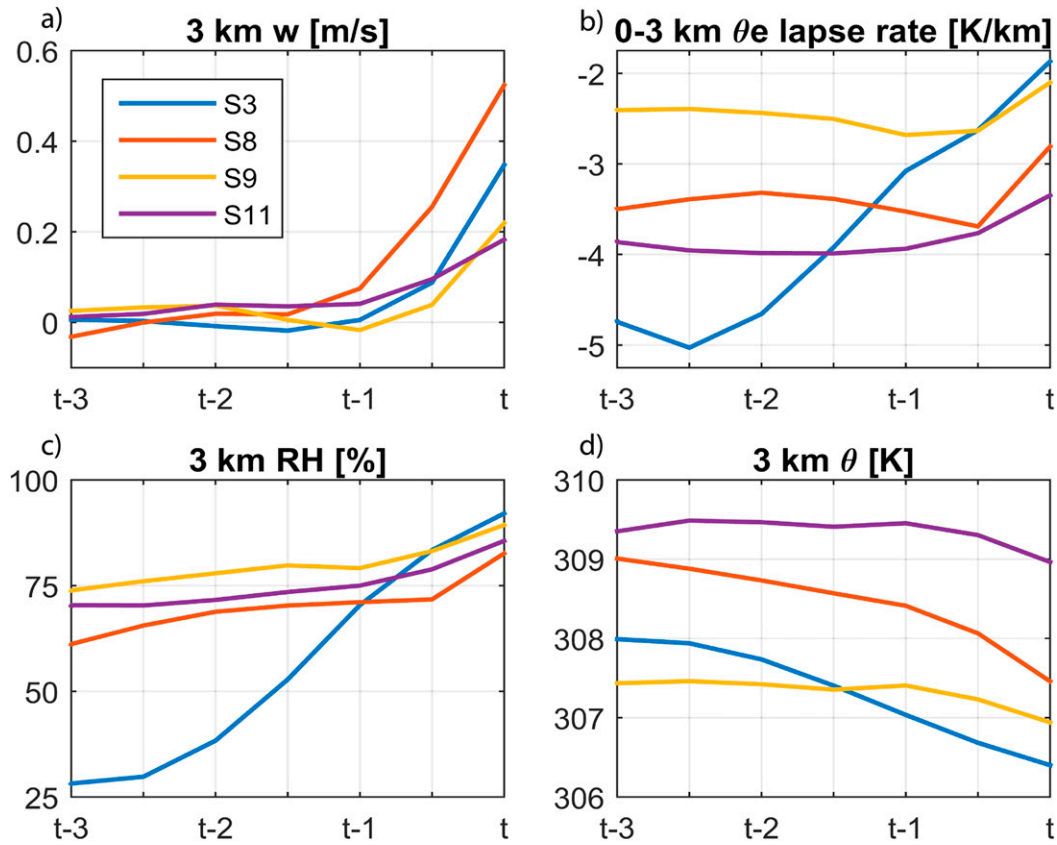 a)
3 km w [m/s]
0.6
0.4
0.2
0
S3
S8
S9
S11
t-3
t-2
t-1
t
b)
0-3 km θe lapse rate [K/km]
-2
-3
-4
-5
t-3
t-2
t-1
t
c)
3 km RH [%]
100
75
50
25
t-3
t-2
t-1
t
d)
3 km θ [K]
310
309
308
307
306
t-3
t-2
t-1
t